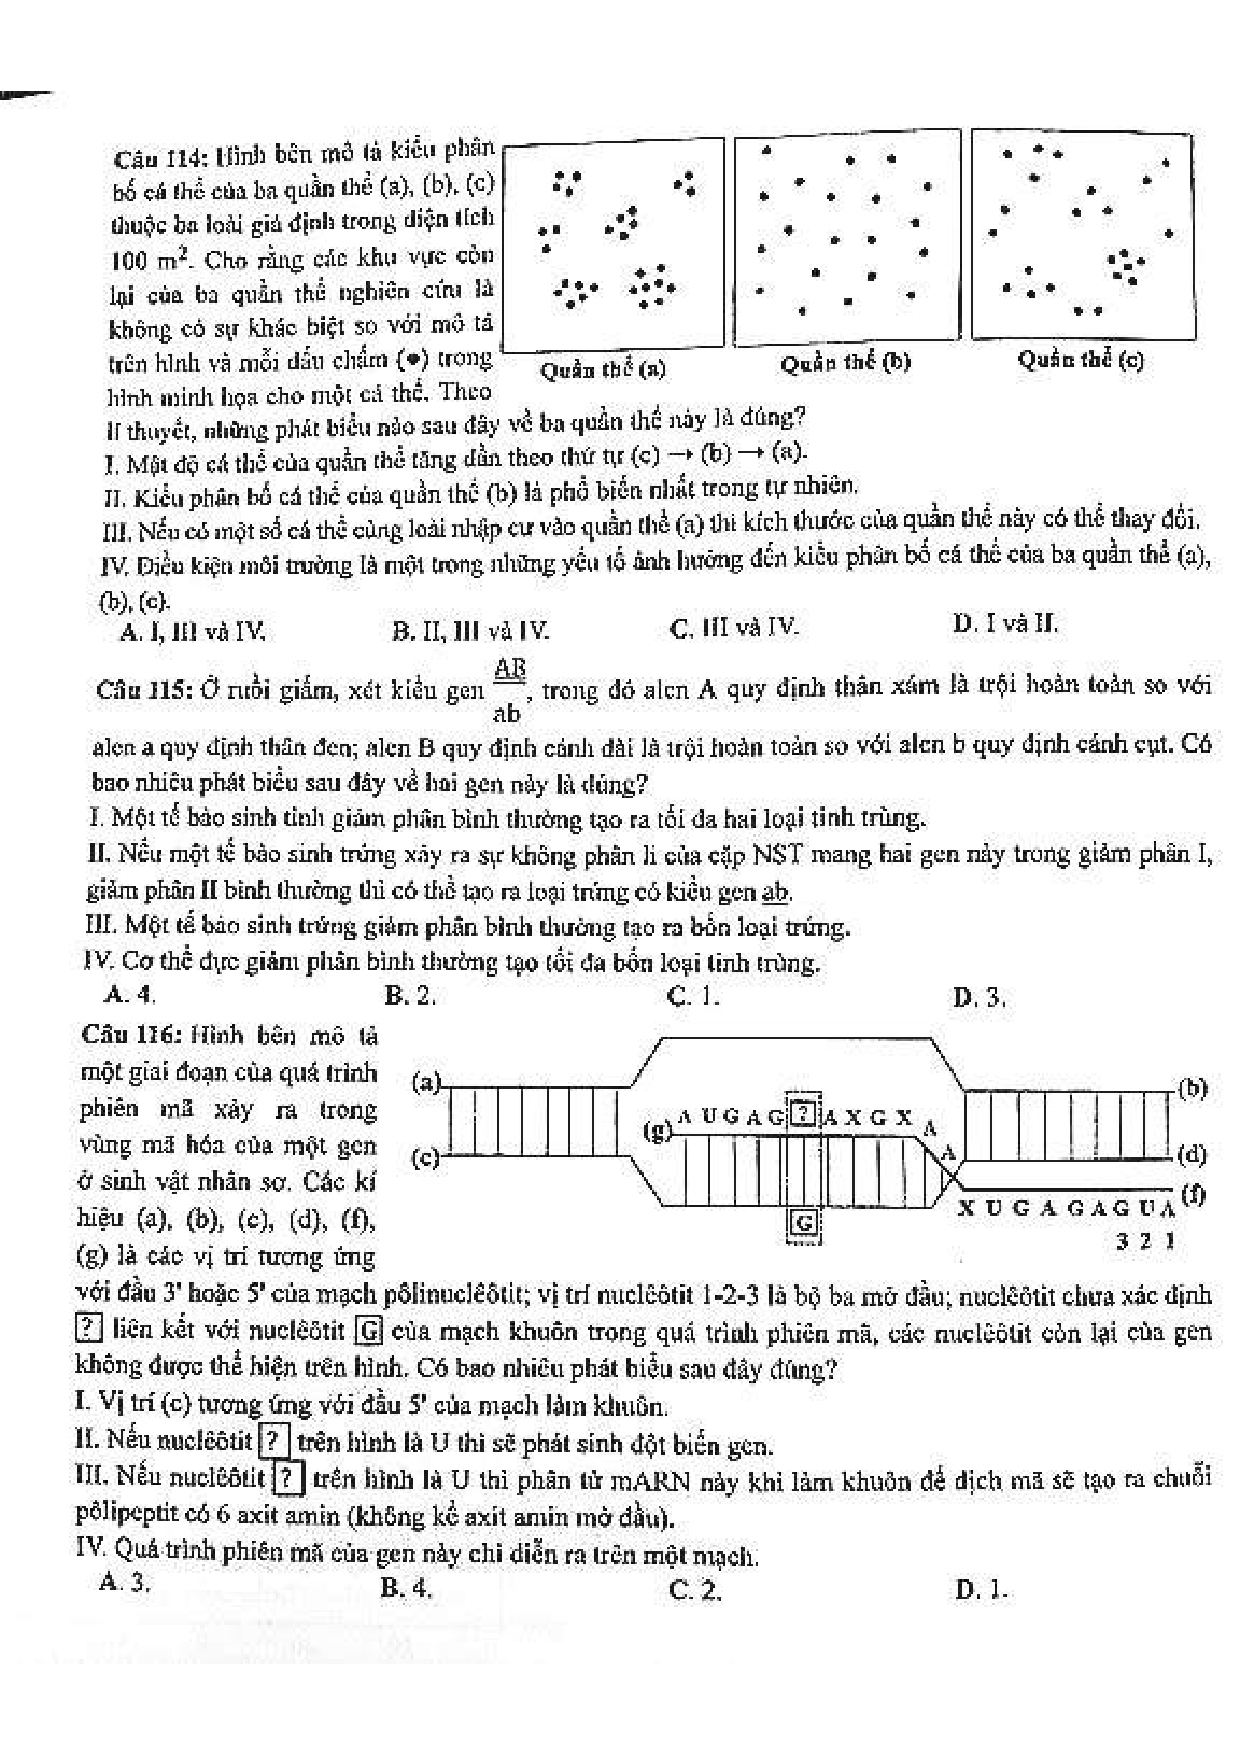 Câu 114: Hình bên mô tả kiểu phân
bố cá thể của ba quần thể (a), (b), (c)
thuộc ba loài giả định trong diện tích
100 m². Cho rằng các khu vực còn
lại của ba quần thể nghiên cứu là
không có sự khác biệt so với mô tả
trên hình và mỗi dấu chấm (•) trong
hình minh họa cho một cá thể. Theo
Quần thể (a)
Quần thể (b)
Quần thể (c)
lí thuyết, những phát biểu nào sau đây về ba quần thể này là đúng?
I. Mật độ cá thể của quần thể tăng dần theo thứ tự (c) → (b) → (a).
II. Kiểu phân bố cá thể của quần thể (b) là phổ biến nhất trong tự nhiên.
III. Nếu có một số cá thể cùng loài nhập cư vào quần thể (a) thì kích thước của quần thể này có thể thay đổi.
IV. Điều kiện môi trường là một trong những yếu tố ảnh hưởng đến kiểu phân bố cá thể của ba quần thể (a),
(b), (c).
A. I, III và IV. B. II, III và IV. C. III và IV. D. I và II.
Câu 115: Ở ruồi giấm, xét kiểu gen AB/ab, trong đó alen A quy định thân xám là trội hoàn toàn so với
alen a quy định thân đen; alen B quy định cánh dài là trội hoàn toàn so với alen b quy định cánh cụt. Có
bao nhiêu phát biểu sau đây về hai gen này là đúng?
I. Một tế bào sinh tinh giảm phân bình thường tạo ra tối đa hai loại tinh trùng.
II. Nếu một tế bào sinh trứng xảy ra sự không phân li của cặp NST mang hai gen này trong giảm phân I,
giảm phân II bình thường thì có thể tạo ra loại trứng có kiểu gen ab.
III. Một tế bào sinh trứng giảm phân bình thường tạo ra bốn loại trứng.
IV. Cơ thể đực giảm phân bình thường tạo tối đa bốn loại tinh trùng.
A. 4. B. 2. C. 1. D. 3.
Câu 116: Hình bên mô tả
một giai đoạn của quá trình
phiên mã xảy ra trong
vùng mã hóa của một gen
ở sinh vật nhân sơ. Các kí
hiệu (a), (b), (c), (d), (f),
(g) là các vị trí tương ứng
(a)
(b)
(g) A U G A G ? A X G X A A
(c)
(d)
(f)
G
X U G A G A G U A
3 2 1
với đầu 3' hoặc 5' của mạch pôlinuclêôtit; vị trí nuclêôtit 1-2-3 là bộ ba mở đầu; nuclêôtit chưa xác định
? liên kết với nuclêôtit G của mạch khuôn trong quá trình phiên mã, các nuclêôtit còn lại của gen
không được thể hiện trên hình. Có bao nhiêu phát biểu sau đây đúng?
I. Vị trí (c) tương ứng với đầu 5' của mạch làm khuôn.
II. Nếu nuclêôtit ? trên hình là U thì sẽ phát sinh đột biến gen.
III. Nếu nuclêôtit ? trên hình là U thì phân tử mARN này khi làm khuôn để dịch mã sẽ tạo ra chuỗi
pôlipeptit có 6 axit amin (không kể axit amin mở đầu).
IV. Quá trình phiên mã của gen này chỉ diễn ra trên một mạch.
A. 3. B. 4. C. 2. D. 1.